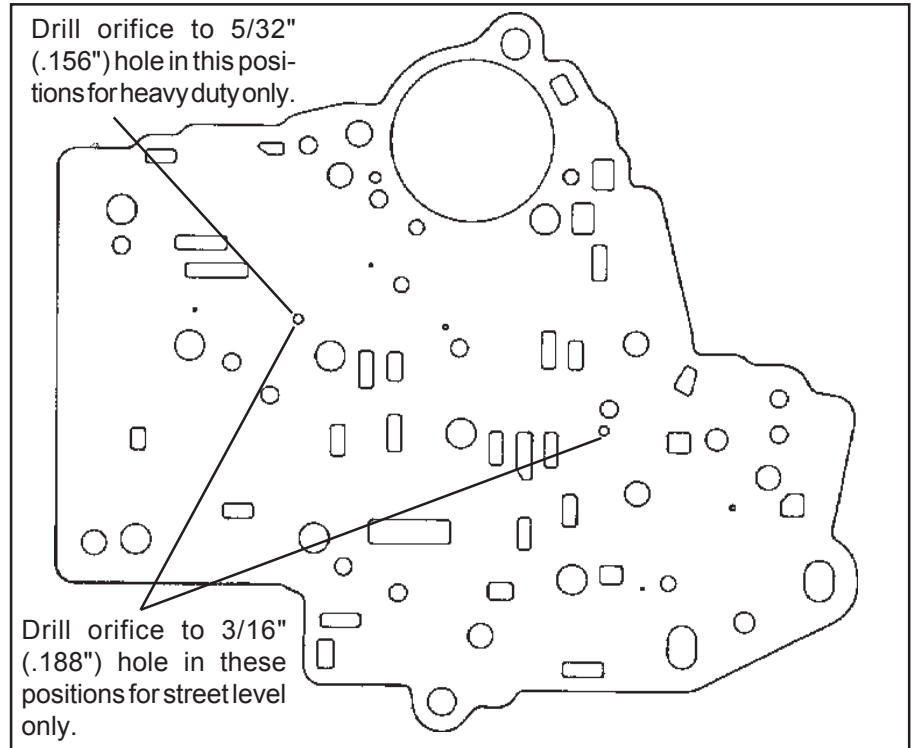 Drill orifice to 5/32"
(.156") hole in this posi-
tions for heavy duty only.
Drill orifice to 3/16"
(.188") hole in these
positions for street level
only.